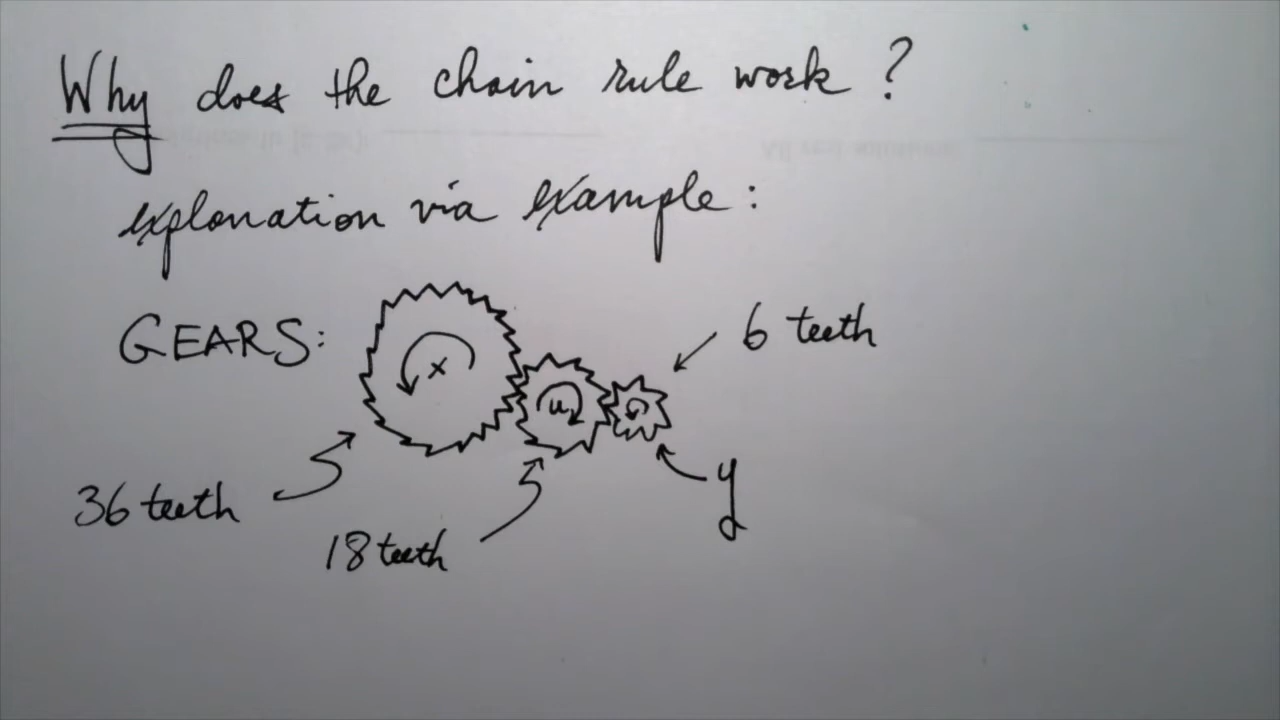 Why does the chain rule work?
explanation via example:
GEARS:
x
u
6 teeth
y
36 teeth
18 teeth